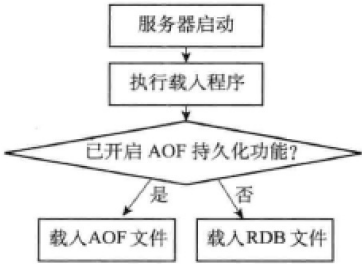 服务器启动
执行载入程序
已开启 AOF 持久化功能?
是
否
载入AOF 文件
载入RDB 文件